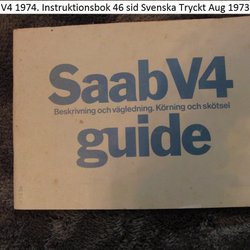 V4 1974. Instruktionsbok 46 sid Svenska Tryckt Aug 1973
Saab V4
Beskrivning och vägledning. Körning och skötsel
guide